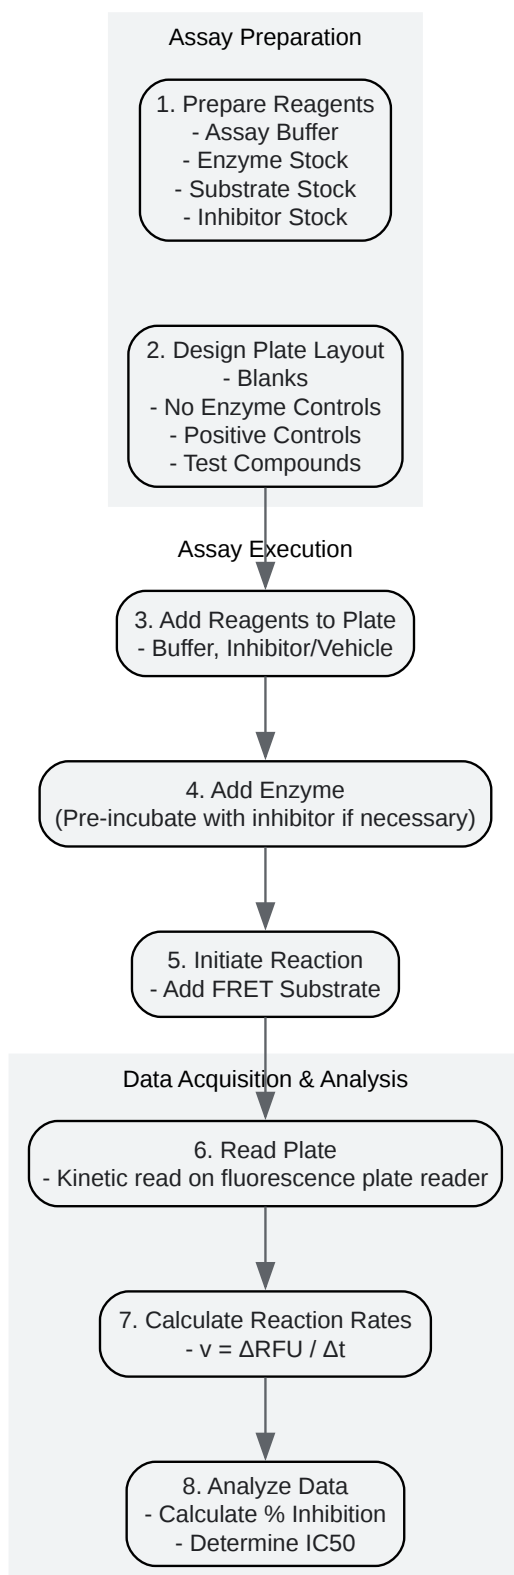 Assay Preparation
1. Prepare Reagents
- Assay Buffer
- Enzyme Stock
- Substrate Stock
- Inhibitor Stock
2. Design Plate Layout
- Blanks
- No Enzyme Controls
- Positive Controls
- Test Compounds
Assay Execution
3. Add Reagents to Plate
- Buffer, Inhibitor/Vehicle
4. Add Enzyme
(Pre-incubate with inhibitor if necessary)
5. Initiate Reaction
- Add FRET Substrate
Data Acquisition & Analysis
6. Read Plate
- Kinetic read on fluorescence plate reader
7. Calculate Reaction Rates
- v = ΔRFU / Δt
8. Analyze Data
- Calculate % Inhibition
- Determine IC50